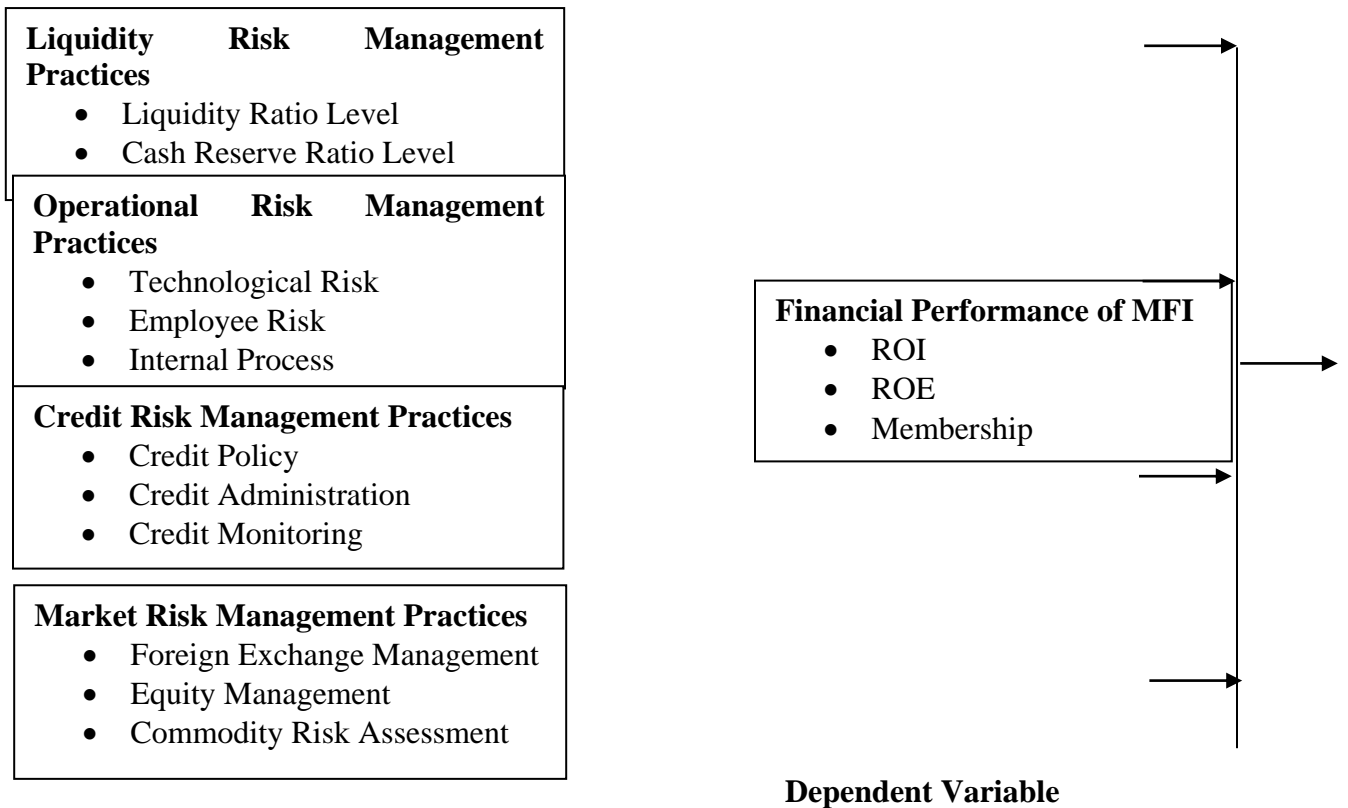 Liquidity Risk Management
Practices
• Liquidity Ratio Level
• Cash Reserve Ratio Level
Operational Risk Management
Practices
• Technological Risk
• Employee Risk
• Internal Process
Credit Risk Management Practices
• Credit Policy
• Credit Administration
• Credit Monitoring
Market Risk Management Practices
• Foreign Exchange Management
• Equity Management
• Commodity Risk Assessment
Financial Performance of MFI
• ROI
• ROE
• Membership
Dependent Variable